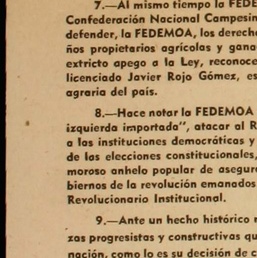 7.—Al mismo tiempo la FEDE
Confederación Nacional Campesin
defender, la FEDEMOA, los derech
ños propietarios agrícolas y gana
extricto apego a la Ley, reconoce
licenciado Javier Rojo Gómez, es
agraria del país.
8.—Hace notar la FEDEMOA
izquierda importada", atacar al R
a las instituciones democráticas y
de las elecciones constitucionales,
moroso anhelo popular de asegur
biernos de la revolución emanados
Revolucionario Institucional.
9.—Ante un hecho histórico
zas progresistas y constructivas qu
nación, como lo es su decisión de c